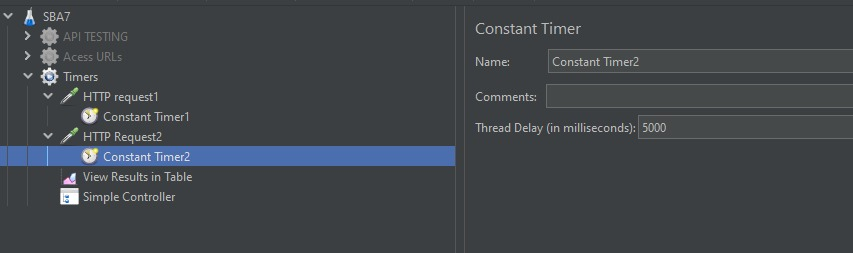 SBA7
API TESTING
Acess URLs
Timers
HTTP request1
Constant Timer1
HTTP Request2
Constant Timer2
View Results in Table
Simple Controller
Constant Timer
Name: Constant Timer2
Comments:
Thread Delay (in milliseconds): 5000